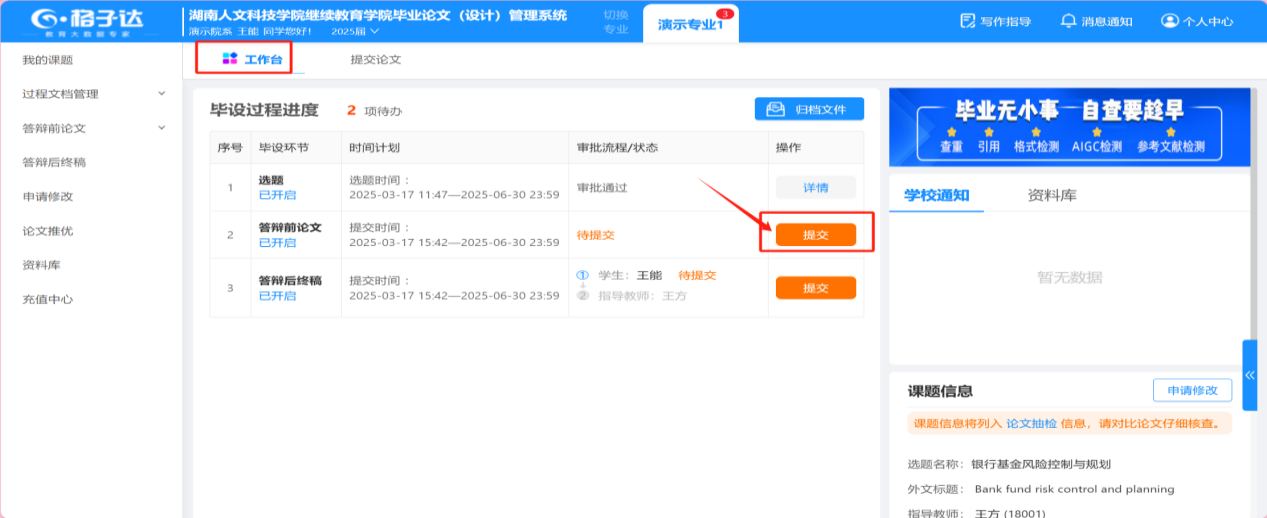 格子达
教育大数据专家
湖南人文科技学院继续教育学院毕业论文（设计）管理系统
演示院系 王能 同学您好！ 2025届
切换专业
演示专业1
3
写作指导
消息通知
个人中心
我的课题
过程文档管理
答辩前论文
答辩后终稿
申请修改
论文推优
资料库
充值中心
工作台
提交论文
毕设过程进度 2 项待办
归档文件
序号 毕设环节 时间计划 审批流程/状态 操作
1
选题
已开启
选题时间：
2025-03-17 11:47—2025-06-30 23:59
审批通过
详情
2
答辩前论文
已开启
提交时间：
2025-03-17 15:42—2025-06-30 23:59
待提交
提交
3
答辩后终稿
已开启
提交时间：
2025-03-17 15:42—2025-06-30 23:59
① 学生：王能 待提交
② 指导教师：王方
提交
毕业无小事 自查要趁早
查重 引用 格式检测 AIGC检测 参考文献检测
学校通知 资料库
暂无数据
课题信息
申请修改
课题信息将列入 论文抽检 信息，请对比论文仔细核查。
选题名称：银行基金风险控制与规划
外文标题： Bank fund risk control and planning
指导教师： 王方 (18001)